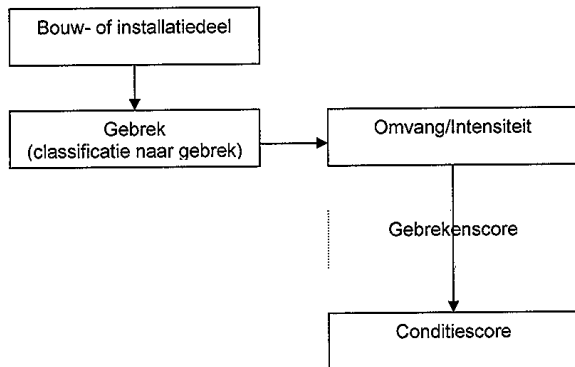 Bouw- of installatiedeel
Gebrek
(classificatie naar gebrek)
Omvang/Intensiteit
Gebrekenscore
Conditiescore